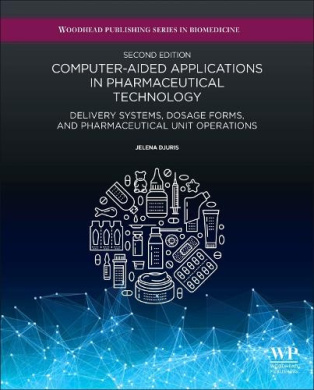 WOODHEAD PUBLISHING SERIES IN BIOMEDICINE
SECOND EDITION
COMPUTER-AIDED APPLICATIONS
IN PHARMACEUTICAL
TECHNOLOGY
DELIVERY SYSTEMS, DOSAGE FORMS,
AND PHARMACEUTICAL UNIT OPERATIONS
JELENA DJURIS
WP